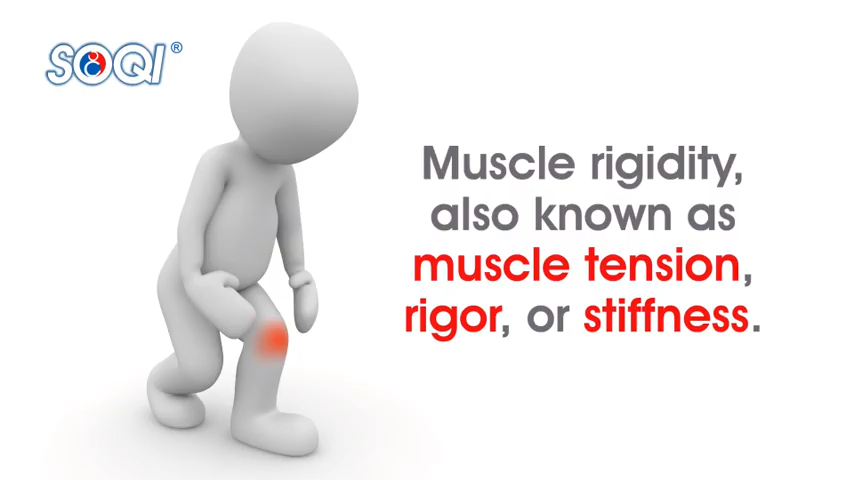 SOQI®
Muscle rigidity,
also known as
muscle tension,
rigor, or stiffness.